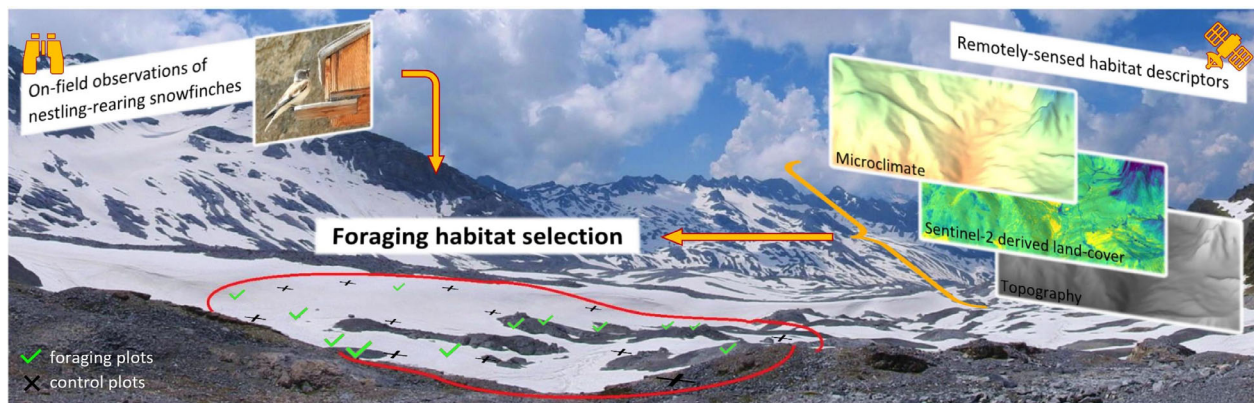 On-field observations of
nestling-rearing snowfinches
Remotely-sensed habitat descriptors
Microclimate
Sentinel-2 derived land-cover
Topography
Foraging habitat selection
foraging plots
control plots